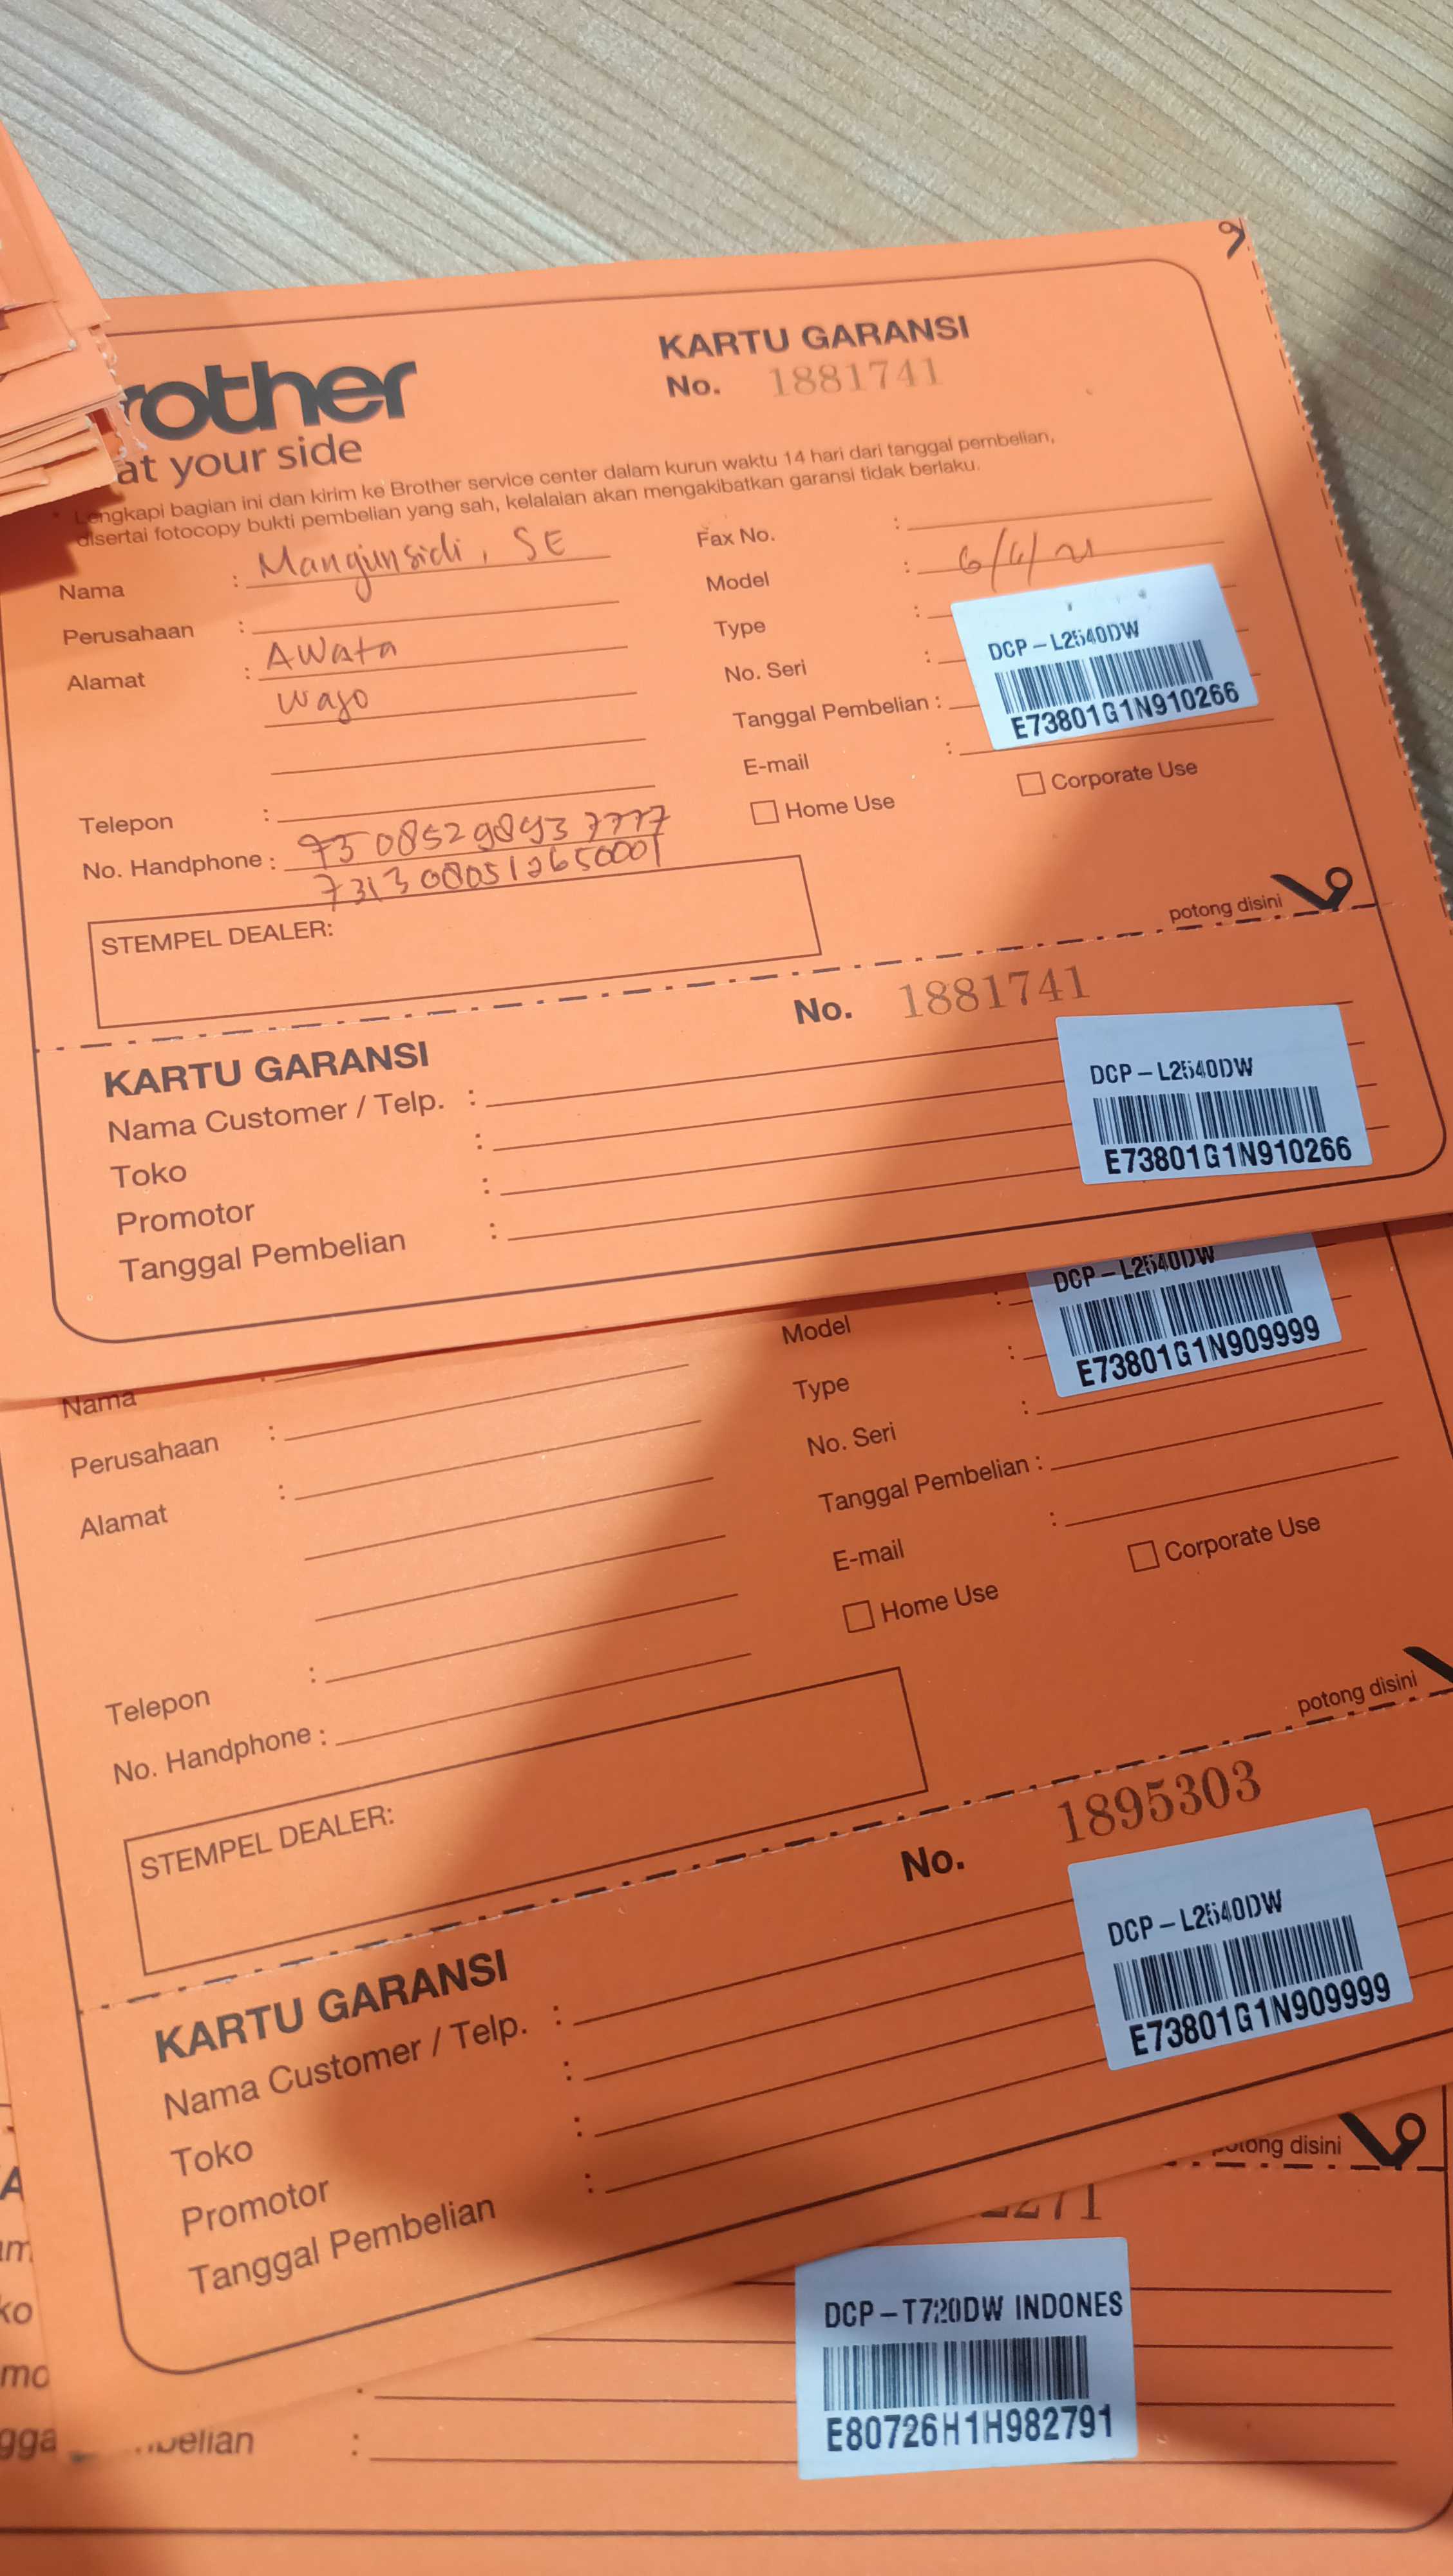 KARTU GARANSI
No. 1881741
rother
at your side
* Lengkapi bagian ini dan kirim ke Brother service center dalam kurun waktu 14 hari dari tanggal pembelian,
disertai fotocopy bukti pembelian yang sah, kelalaian akan mengakibatkan garansi tidak berlaku.
Nama : Mangunsidi, SE
Perusahaan :
Alamat : AWata
Wajo
Telepon :
No. Handphone :
7313080512650001
Fax No. :
Model : 6/4/21
Type :
No. Seri :
Tanggal Pembelian :
E-mail :
Home Use
Corporate Use
DCP-L2540DW
E73801G1N910266
STEMPEL DEALER:
potong disini
No. 1881741
KARTU GARANSI
Nama Customer / Telp. :
Toko :
Promotor :
Tanggal Pembelian :
DCP-L2540DW
E73801G1N910266
Nama
Perusahaan :
Alamat :
Telepon :
No. Handphone :
Model :
Type :
No. Seri :
Tanggal Pembelian :
E-mail :
Home Use
Corporate Use
DCP-L2540DW
E73801G1N909999
STEMPEL DEALER:
potong disini
No. 1895303
KARTU GARANSI
Nama Customer / Telp. :
Toko :
Promotor :
Tanggal Pembelian :
DCP-L2540DW
E73801G1N909999
disini
271
DCP-T720DW INDONES
E80726H1H982791